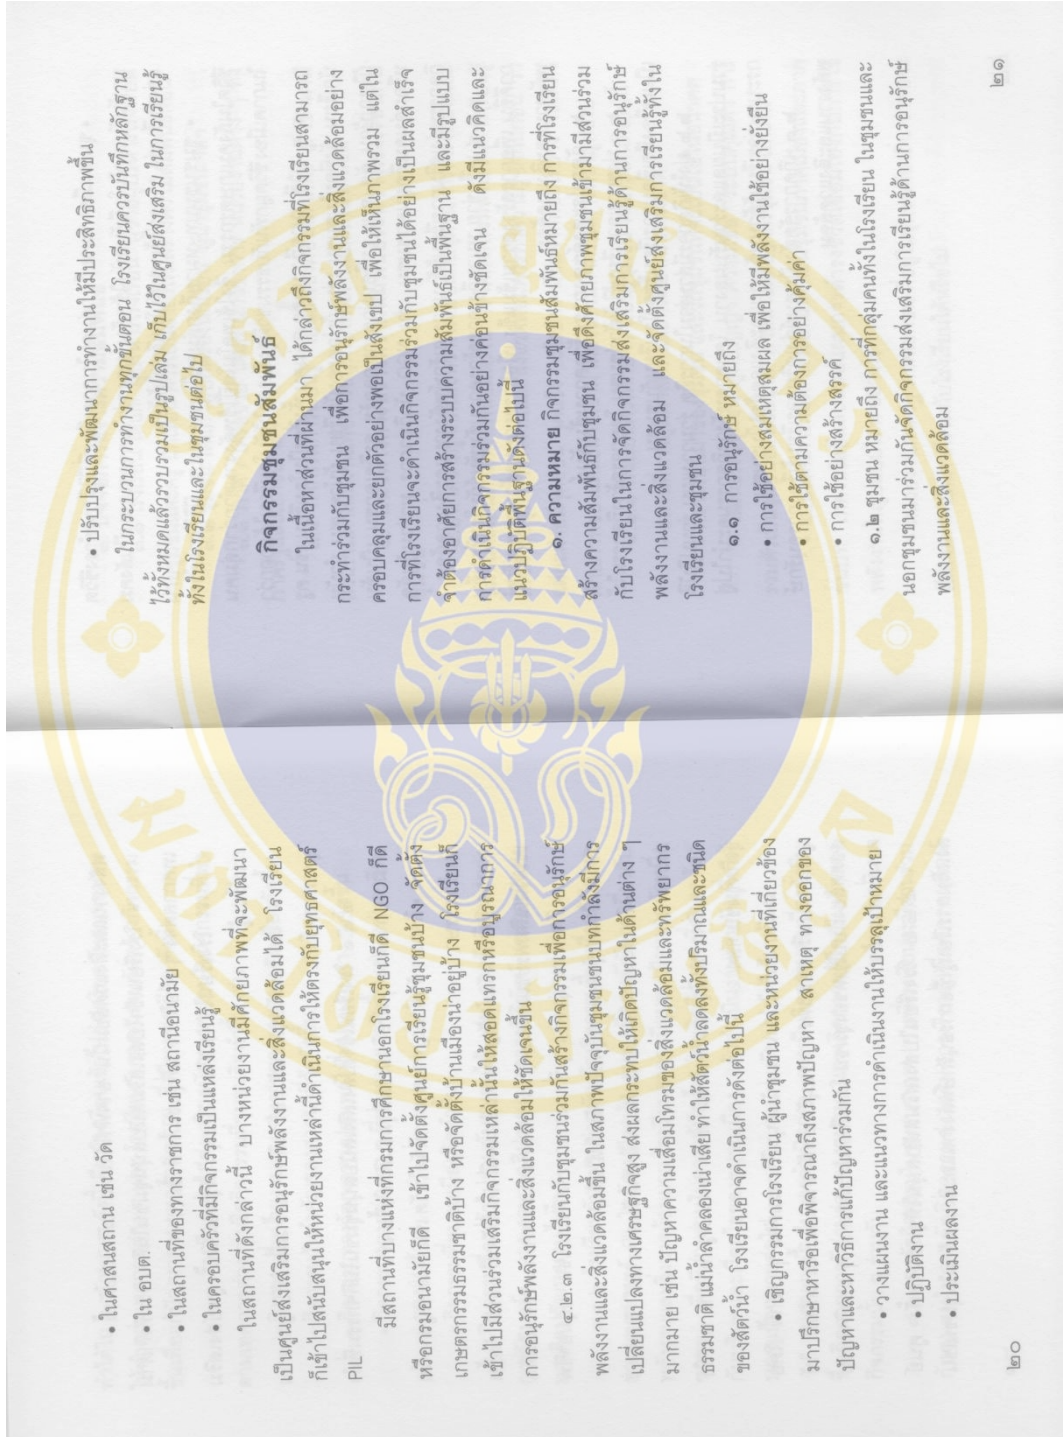 • ในศาสนสถาน เช่น วัด
• ใน อบต.
• ในสถานที่ของทางราชการ เช่น สถานีอนามัย
• ในครอบครัวที่มีกิจกรรมเป็นแหล่งเรียนรู้
ในสถานที่ดังกล่าวนี้ บางหน่วยงานมีศักยภาพที่จะพัฒนา
เป็นศูนย์ส่งเสริมการอนุรักษ์พลังงานและสิ่งแวดล้อมได้ โรงเรียน
ก็เข้าไปสนับสนุนให้หน่วยงานเหล่านี้ดำเนินการให้ตรงกับยุทธศาสตร์
PIL
มีสถานที่บางแห่งที่กรมการศึกษานอกโรงเรียนก็ดี NGO ก็ดี
หรือกรมอนามัยก็ดี เข้าไปจัดตั้งศูนย์การเรียนรู้ชุมชนบ้าง จัดตั้ง
เกษตรกรรมธรรมชาติบ้าง หรือจัดตั้งบ้านเมืองน่าอยู่บ้าง โรงเรียนก็
เข้าไปมีส่วนร่วมเสริมกิจกรรมเหล่านั้นให้สอดแทรกหรือบูรณาการ
การอนุรักษ์พลังงานและสิ่งแวดล้อมให้ชัดเจนขึ้น
๔.๒.๓ โรงเรียนกับชุมชนร่วมกันสร้างกิจกรรมเพื่อการอนุรักษ์
พลังงานและสิ่งแวดล้อมขึ้น ในสภาพปัจจุบันชุมชนชนบทกำลังมีการ
เปลี่ยนแปลงทางเศรษฐกิจสูง ส่งผลกระทบให้เกิดปัญหาในด้านต่าง ๆ
มากมาย เช่น ปัญหาความเสื่อมโทรมของสิ่งแวดล้อมและทรัพยากร
ธรรมชาติ แม่น้ำลำคลองเน่าเสีย ทำให้สัตว์น้ำลดลงทั้งปริมาณและชนิด
ของสัตว์น้ำ โรงเรียนอาจดำเนินการดังต่อไปนี้
• เชิญกรรมการโรงเรียน ผู้นำชุมชน และหน่วยงานที่เกี่ยวข้อง
มาปรึกษาหารือเพื่อพิจารณาถึงสภาพปัญหา สาเหตุ ทางออกของ
ปัญหาและหาวิธีการแก้ปัญหาร่วมกัน
• วางแผนงาน และแนวทางการดำเนินงานให้บรรลุเป้าหมาย
• ปฏิบัติงาน
• ประเมินผลงาน
๒๐
• ปรับปรุงและพัฒนาการทำงานให้มีประสิทธิภาพขึ้น
ในกระบวนการทำงานทุกขั้นตอน โรงเรียนควรบันทึกหลักฐาน
ไว้ทั้งหมดแล้วรวบรวมเป็นรูปเล่ม เก็บไว้ในศูนย์ส่งเสริม ในการเรียนรู้
ทั้งในโรงเรียนและในชุมชนต่อไป
กิจกรรมชุมชนสัมพันธ์
ในเนื้อหาส่วนที่ผ่านมา ได้กล่าวถึงกิจกรรมที่โรงเรียนสามารถ
กระทำร่วมกับชุมชน เพื่อการอนุรักษ์พลังงานและสิ่งแวดล้อมอย่าง
ครอบคลุมและยกตัวอย่างพอเป็นสังเขป เพื่อให้เห็นภาพรวม แต่ใน
การที่โรงเรียนจะดำเนินกิจกรรมร่วมกับชุมชนได้อย่างเป็นผลสำเร็จ
จำต้องอาศัยการสร้างระบบความสัมพันธ์เป็นพื้นฐาน และมีรูปแบบ
การดำเนินกิจกรรมร่วมกันอย่างค่อนข้างชัดเจน ดังมีแนวคิดและ
แนวปฏิบัติพื้นฐานดังต่อไปนี้
๑. ความหมาย กิจกรรมชุมชนสัมพันธ์หมายถึง การที่โรงเรียน
สร้างความสัมพันธ์กับชุมชน เพื่อดึงศักยภาพชุมชนเข้ามามีส่วนร่วม
กับโรงเรียนในการจัดกิจกรรมส่งเสริมการเรียนรู้ด้านการอนุรักษ์
พลังงานและสิ่งแวดล้อม และจัดตั้งศูนย์ส่งเสริมการเรียนรู้ทั้งใน
โรงเรียนและชุมชน
๑.๑ การอนุรักษ์ หมายถึง
• การใช้อย่างสมเหตุสมผล เพื่อให้มีพลังงานใช้อย่างยั่งยืน
• การใช้ตามความต้องการอย่างคุ้มค่า
• การใช้อย่างสร้างสรรค์
๑.๒ ชุมชน หมายถึง การที่กลุ่มคนทั้งในโรงเรียน ในชุมชนและ
นอกชุมชนมาร่วมกันจัดกิจกรรมส่งเสริมการเรียนรู้ด้านการอนุรักษ์
พลังงานและสิ่งแวดล้อม
๒๑
มหาวิทยาลัยมหิดล